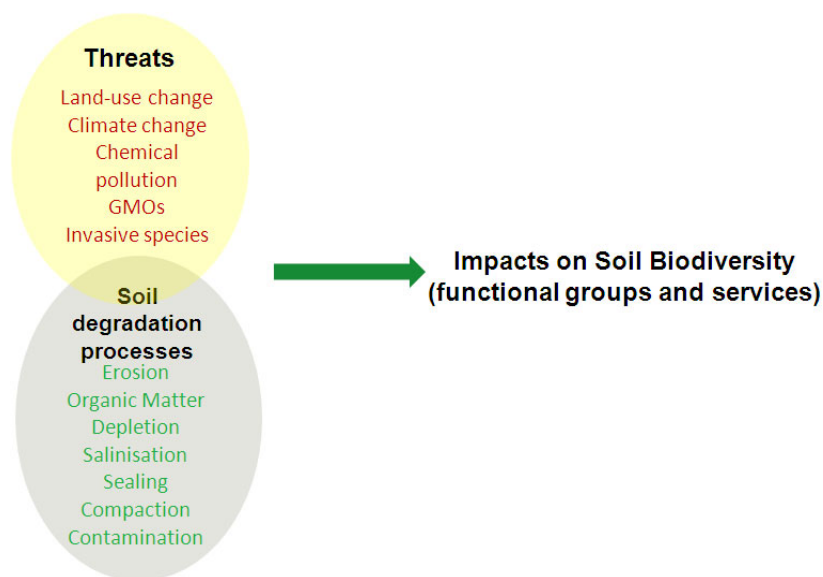 Threats
Land-use change
Climate change
Chemical
pollution
GMOs
Invasive species
Soil
degradation
processes
Erosion
Organic Matter
Depletion
Salinisation
Sealing
Compaction
Contamination
Impacts on Soil Biodiversity
(functional groups and services)